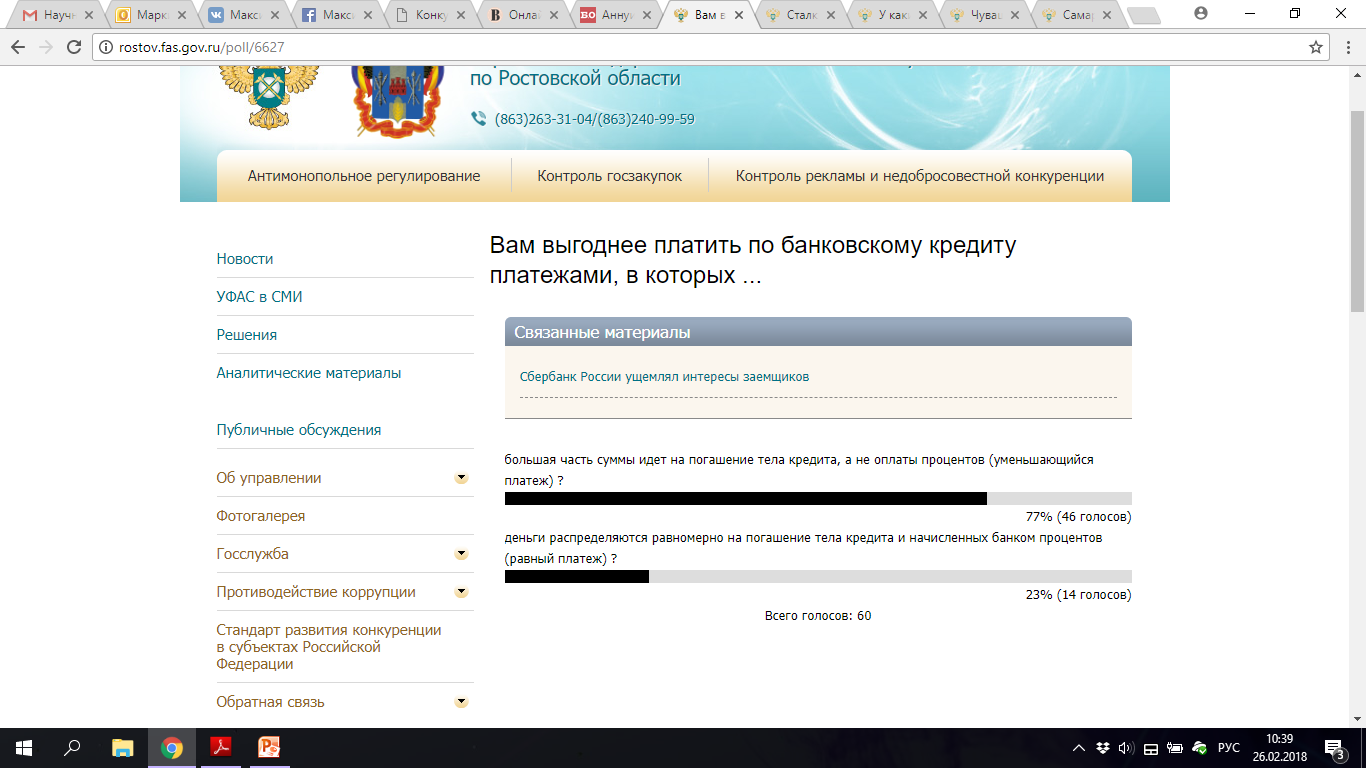 Научн
Марки
Макси
Макси
Конку
B
Онлай
Б.О
Аннуи
Вам в
Сталк
У как
Чуваш
Самар
rostov.fas.gov.ru/poll/6627
по Ростовской области
(863)263-31-04/(863)240-99-59
Антимонопольное регулирование
Контроль госзакупок
Контроль рекламы и недобросовестной конкуренции
Новости
УФАС в СМИ
Решения
Аналитические материалы
Публичные обсуждения
Об управлении
Фотогалерея
Госслужба
Противодействие коррупции
Стандарт развития конкуренции
в субъектах Российской
Федерации
Обратная связь
Вам выгоднее платить по банковскому кредиту
платежами, в которых ...
Связанные материалы
Сбербанк России ущемлял интересы заемщиков
большая часть суммы идет на погашение тела кредита, а не оплаты процентов (уменьшающийся
платеж) ?
77% (46 голосов)
деньги распределяются равномерно на погашение тела кредита и начисленных банком процентов
(равный платеж) ?
23% (14 голосов)
Всего голосов: 60
РУС
10:39
26.02.2018
3